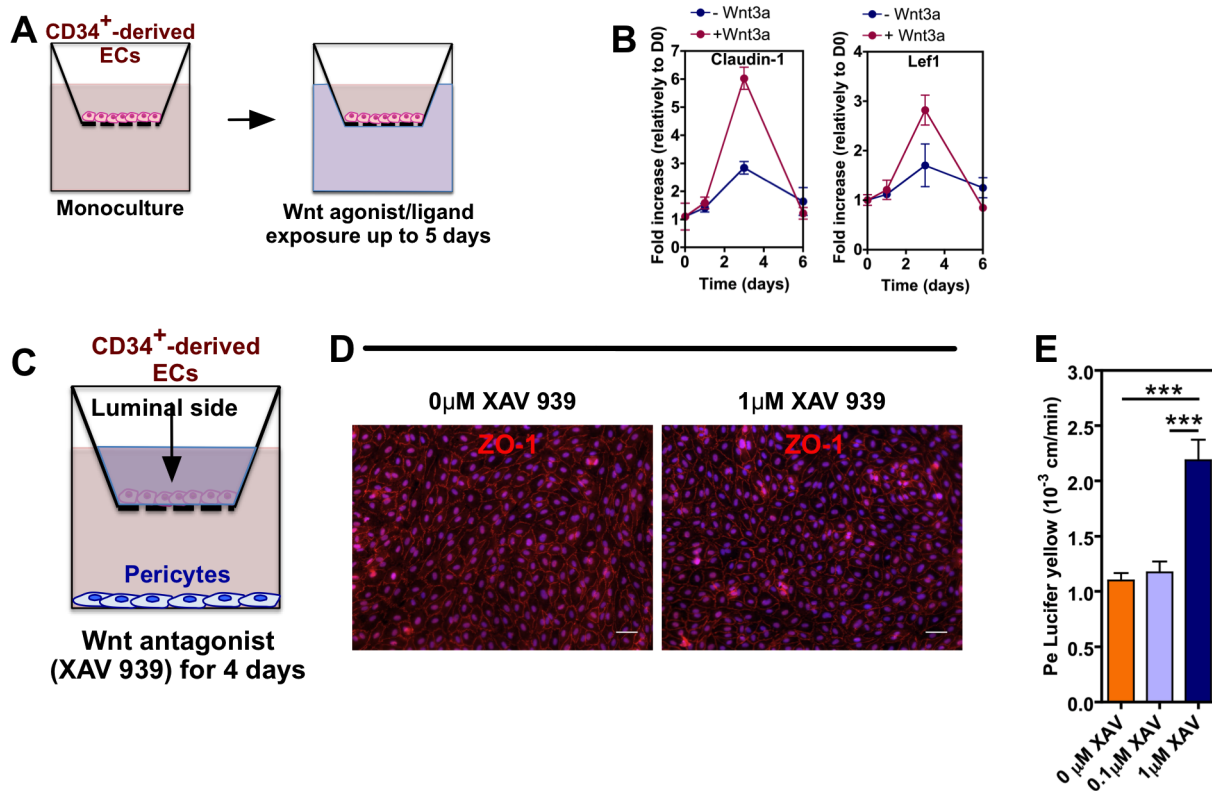 A
CD34+-derived
ECs
Monoculture
Wnt agonist/ligand
exposure up to 5 days
B
- Wnt3a
+Wnt3a
Claudin-1
Fold increase (relatively to D0)
7
6
5
4
3
2
1
0
0 2 4 6
Time (days)
- Wnt3a
+ Wnt3a
Lef1
Fold increase (relatively to D0)
4
3
2
1
0
0 2 4 6
Time (days)
C
CD34+-derived
ECs
Luminal side
Pericytes
Wnt antagonist
(XAV 939) for 4 days
D
0µM XAV 939
1µM XAV 939
ZO-1
ZO-1
E
Pe Lucifer yellow (10-3 cm/min)
3.0
2.5
2.0
1.5
1.0
0.5
0.0
***
***
0 µM XAV
0.1µM XAV
1µM XAV